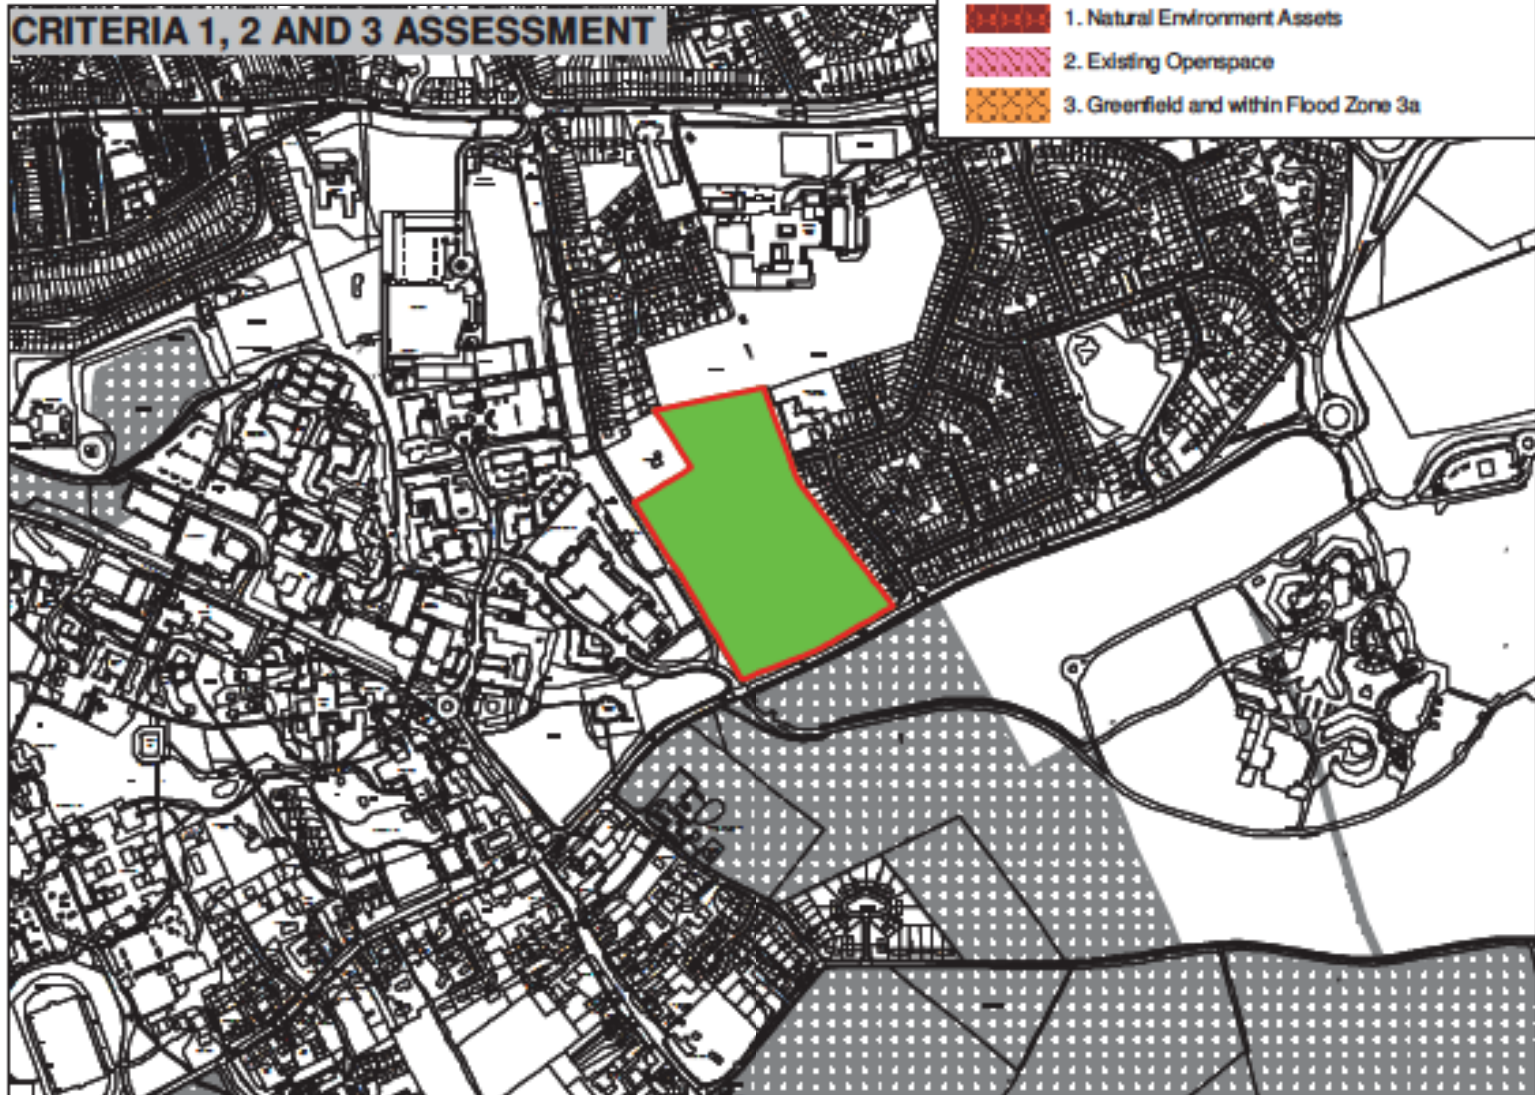 CRITERIA 1, 2 AND 3 ASSESSMENT
1. Natural Environment Assets
2. Existing Openspace
3. Greenfield and within Flood Zone 3a